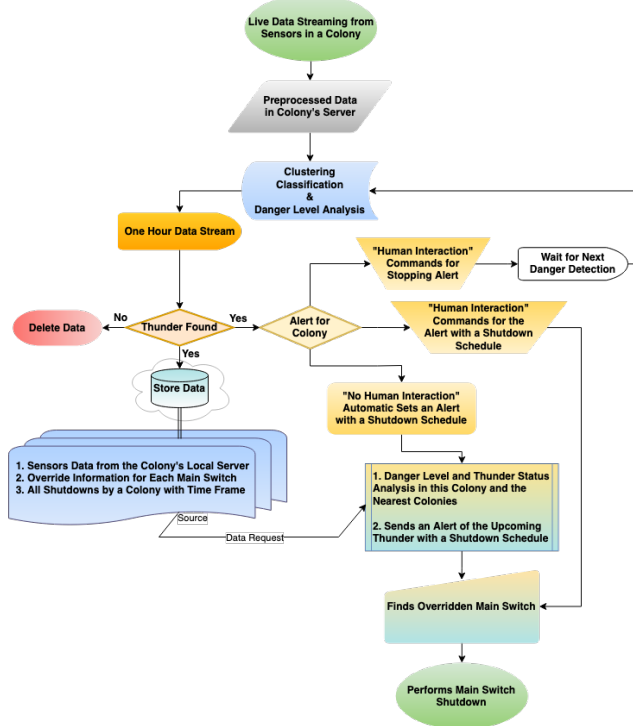 Live Data Streaming from
Sensors in a Colony
Preprocessed Data
in Colony's Server
Clustering
Classification
&
Danger Level Analysis
One Hour Data Stream
"Human Interaction"
Commands for
Stopping Alert
Wait for Next
Danger Detection
Delete Data
No
Thunder Found
Yes
Alert for
Colony
"Human Interaction"
Commands for the
Alert with a Shutdown
Schedule
Yes
Store Data
"No Human Interaction"
Automatic Sets an Alert
with a Shutdown Schedule
1. Sensors Data from the Colony's Local Server
2. Override Information for Each Main Switch
3. All Shutdowns by a Colony with Time Frame
1. Danger Level and Thunder Status
Analysis in this Colony and the
Nearest Colonies
2. Sends an Alert of the Upcoming
Thunder with a Shutdown Schedule
Source
Data Request
Finds Overridden Main Switch
Performs Main Switch
Shutdown